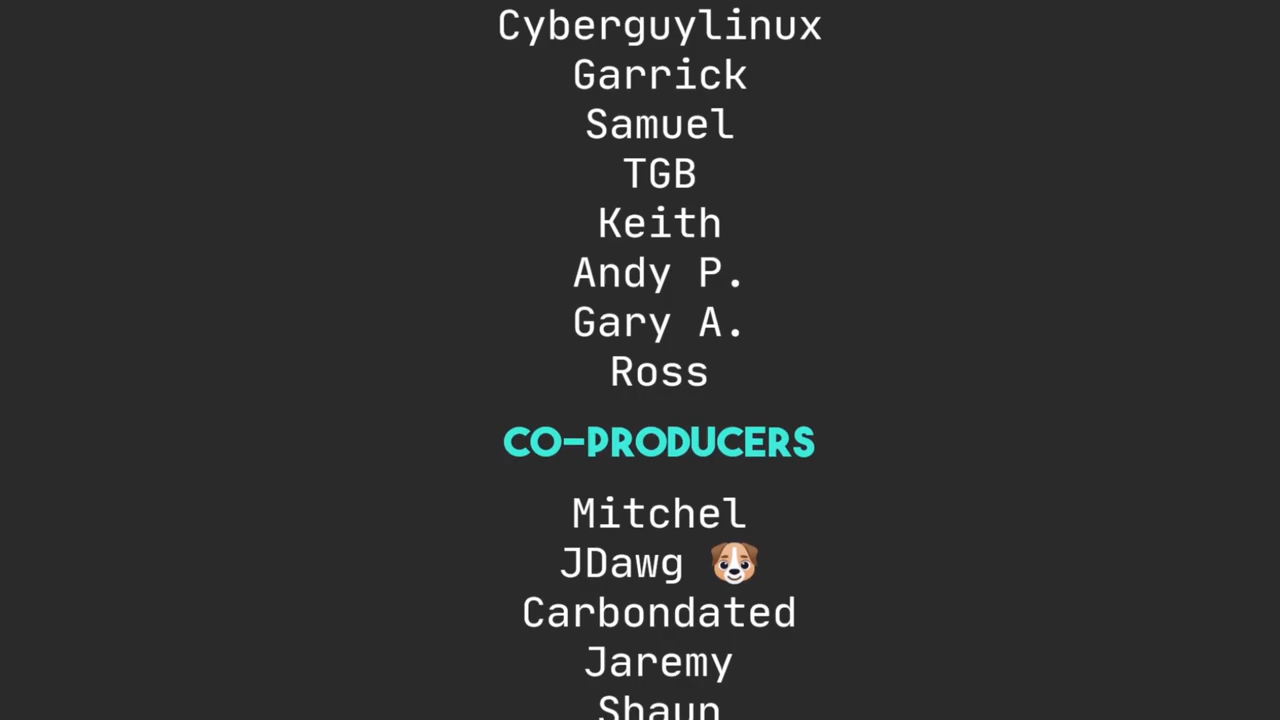 Cyberguylinux
Garrick
Samuel
TGB
Keith
Andy P.
Gary A.
Ross
CO-PRODUCERS
Mitchel
JDawg 🐶
Carbondated
Jaremy
Shaun